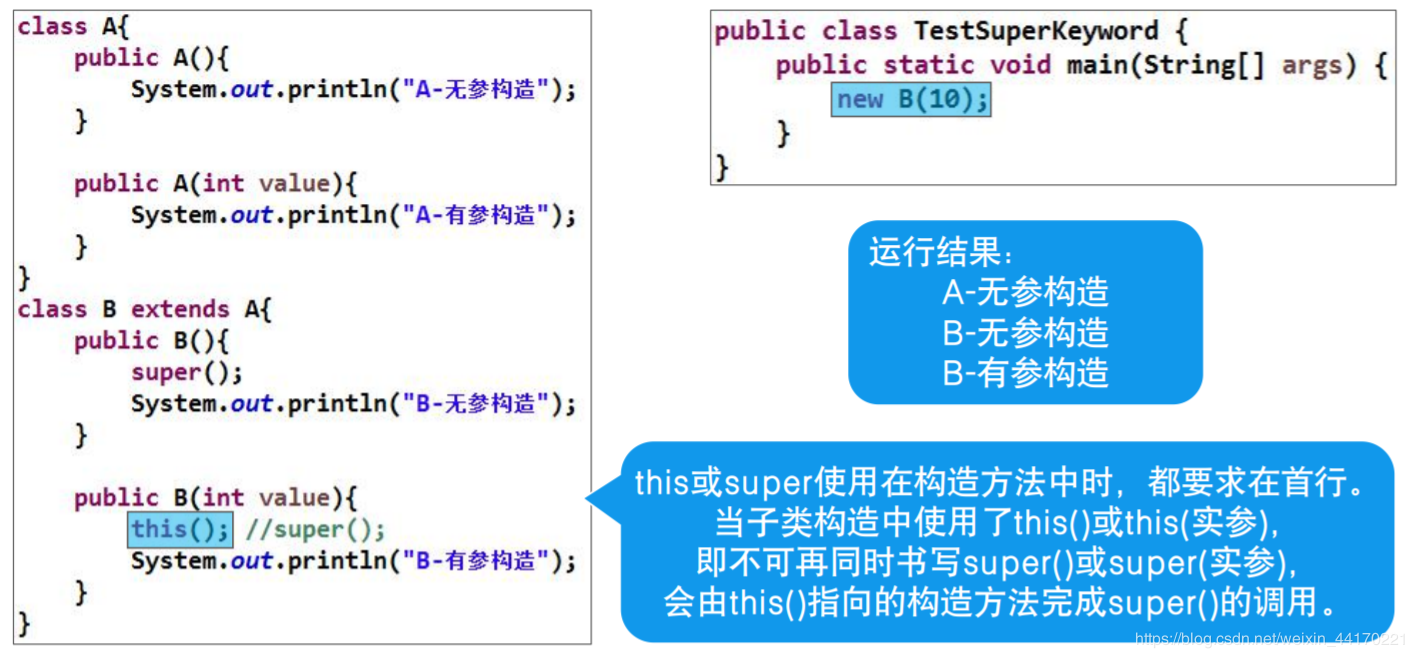 class A{
public A(){
System.out.println("A-无参构造");
}
public A(int value){
System.out.println("A-有参构造");
}
}
class B extends A{
public B(){
super();
System.out.println("B-无参构造");
}
public B(int value){
this(); //super();
System.out.println("B-有参构造");
}
}
public class TestSuperKeyword {
public static void main(String[] args) {
new B(10);
}
}
运行结果：
A-无参构造
B-无参构造
B-有参构造
this或super使用在构造方法中时，都要求在首行。
当子类构造中使用了this()或this(实参)，
即不可再同时书写super()或super(实参)，
会由this()指向的构造方法完成super()的调用。
https://blog.csdn.net/weixin_44170221